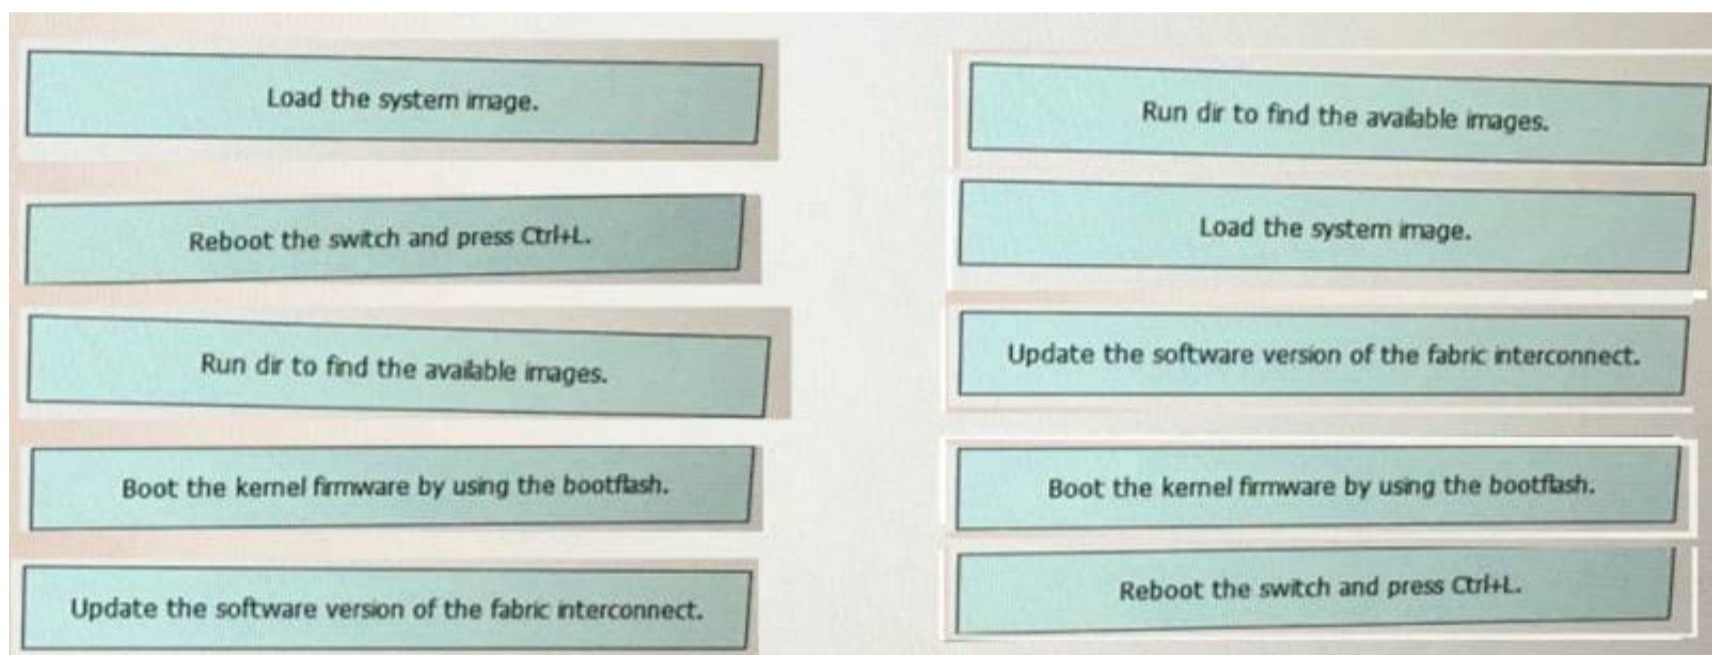 Load the system image.
Reboot the switch and press Ctrl+L.
Run dir to find the available images.
Boot the kernel firmware by using the bootflash.
Update the software version of the fabric interconnect.
Run dir to find the available images.
Load the system image.
Update the software version of the fabric interconnect.
Boot the kernel firmware by using the bootflash.
Reboot the switch and press Ctrl+L.